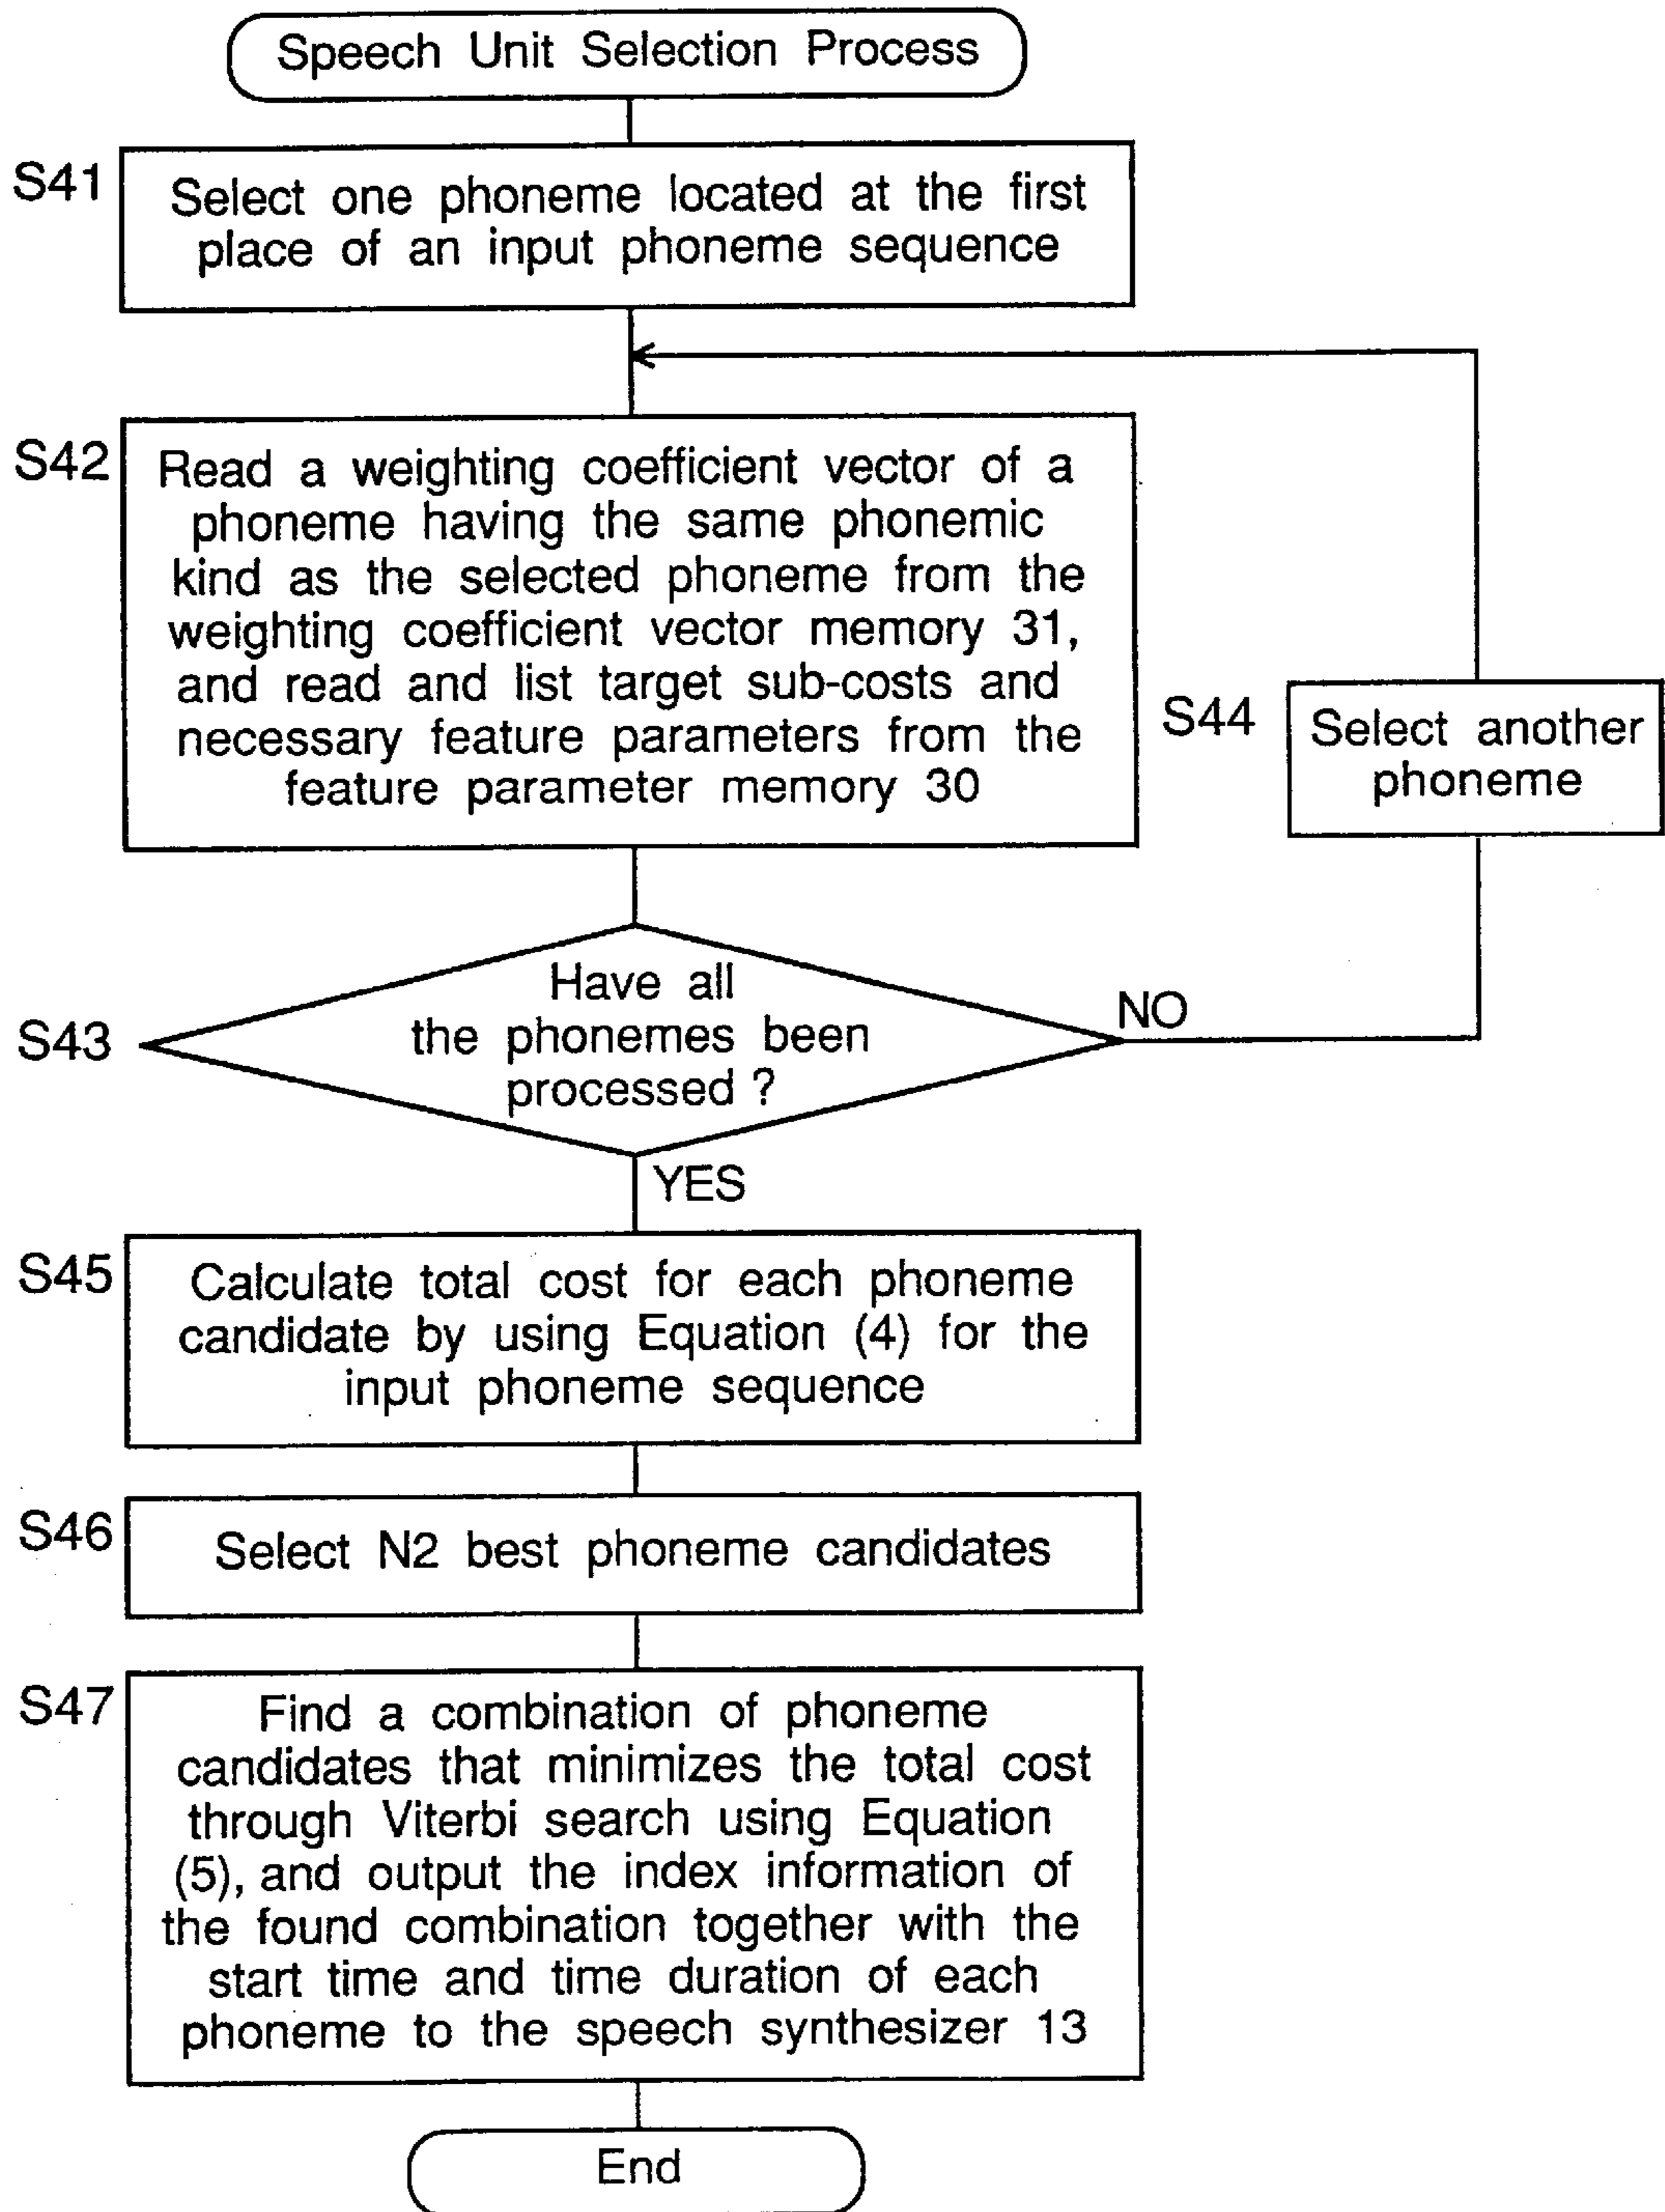 Speech Unit Selection Process
S41
Select one phoneme located at the first
place of an input phoneme sequence
S42
Read a weighting coefficient vector of a
phoneme having the same phonemic
kind as the selected phoneme from the
weighting coefficient vector memory 31,
and read and list target sub-costs and
necessary feature parameters from the
feature parameter memory 30
S44
Select another
phoneme
S43
Have all
the phonemes been
processed ?
NO
YES
S45
Calculate total cost for each phoneme
candidate by using Equation (4) for the
input phoneme sequence
S46
Select N2 best phoneme candidates
S47
Find a combination of phoneme
candidates that minimizes the total cost
through Viterbi search using Equation
(5), and output the index information of
the found combination together with the
start time and time duration of each
phoneme to the speech synthesizer 13
End